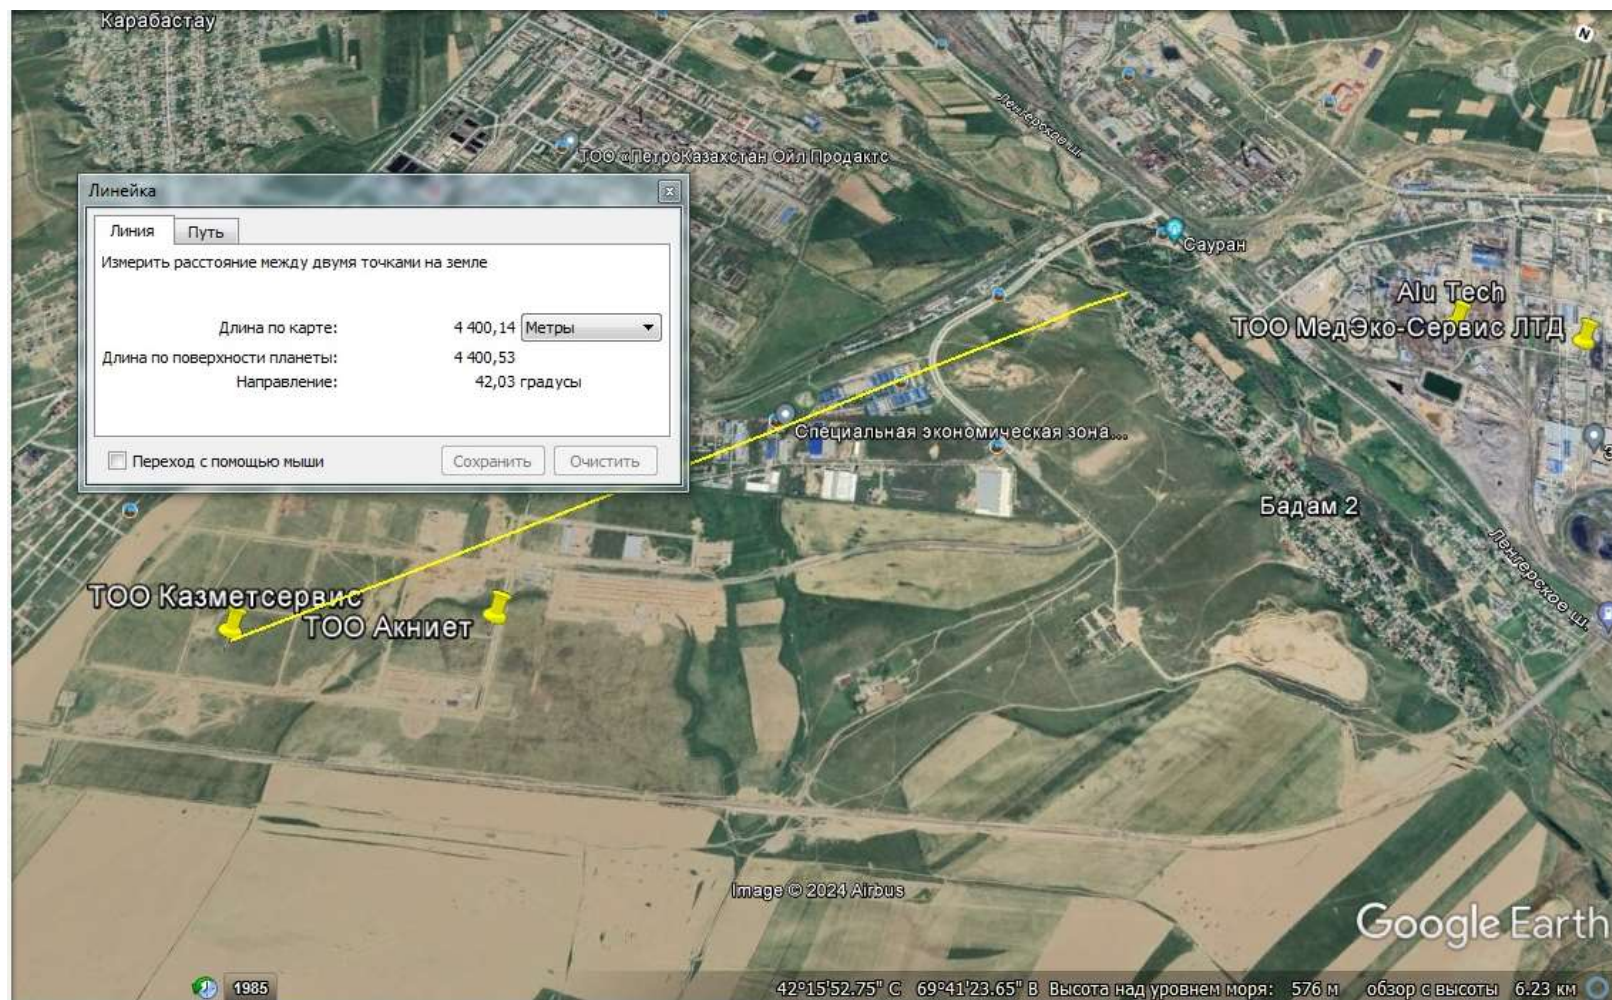 Карабастау
N
Ленгерское ш.
ТОО «ПетроКазахстан Ойл Продактс
Линейка
Линия
Путь
Измерить расстояние между двумя точками на земле
Длина по карте: 4 400,14 Метры
Длина по поверхности планеты: 4 400,53
Направление: 42,03 градусы
Переход с помощью мыши
Сохранить
Очистить
Сауран
Alu Tech
ТОО МедЭко-Сервис ЛТД
Специальная экономическая зона...
Бадам 2
Ленгерское ш.
ТОО Казметсервис
ТОО Акниет
Image © 2024 Airbus
Google Earth
1985
42°15'52.75" С 69°41'23.65" В Высота над уровнем моря: 576 м обзор с высоты 6.23 км